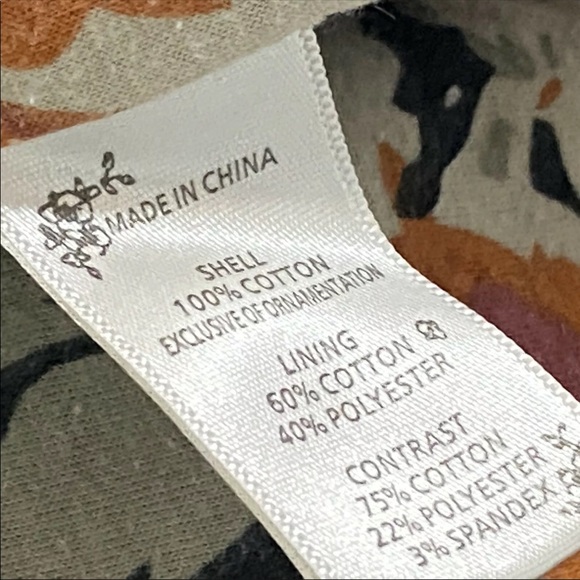 MADE IN CHINA
SHELL
100% COTTON
EXCLUSIVE OF ORNAMENTATION
LINING
60% COTTON
40% POLYESTER
CONTRAST
75% COTTON
22% POLYESTER
3% SPANDEX